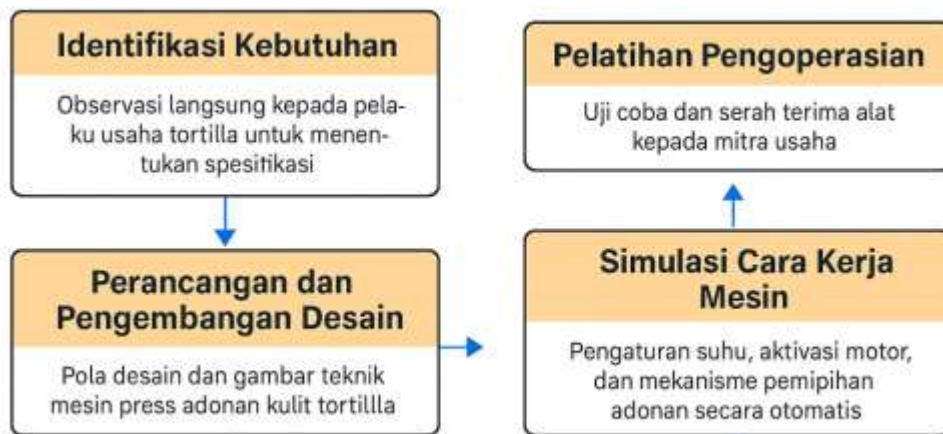 Identifikasi Kebutuhan
Observasi langsung kepada pela-
ku usaha tortilla untuk menen-
tukan spesitikasi
Perancangan dan
Pengembangan Desain
Pola desain dan gambar teknik
mesin press adonan kulit tortillla
Simulasi Cara Kerja
Mesin
Pengaturan suhu, aktivasi motor,
dan mekanisme pemipihan
adonan secara otomatis
Pelatihan Pengoperasian
Uji coba dan serah terima alat
kepada mitra usaha